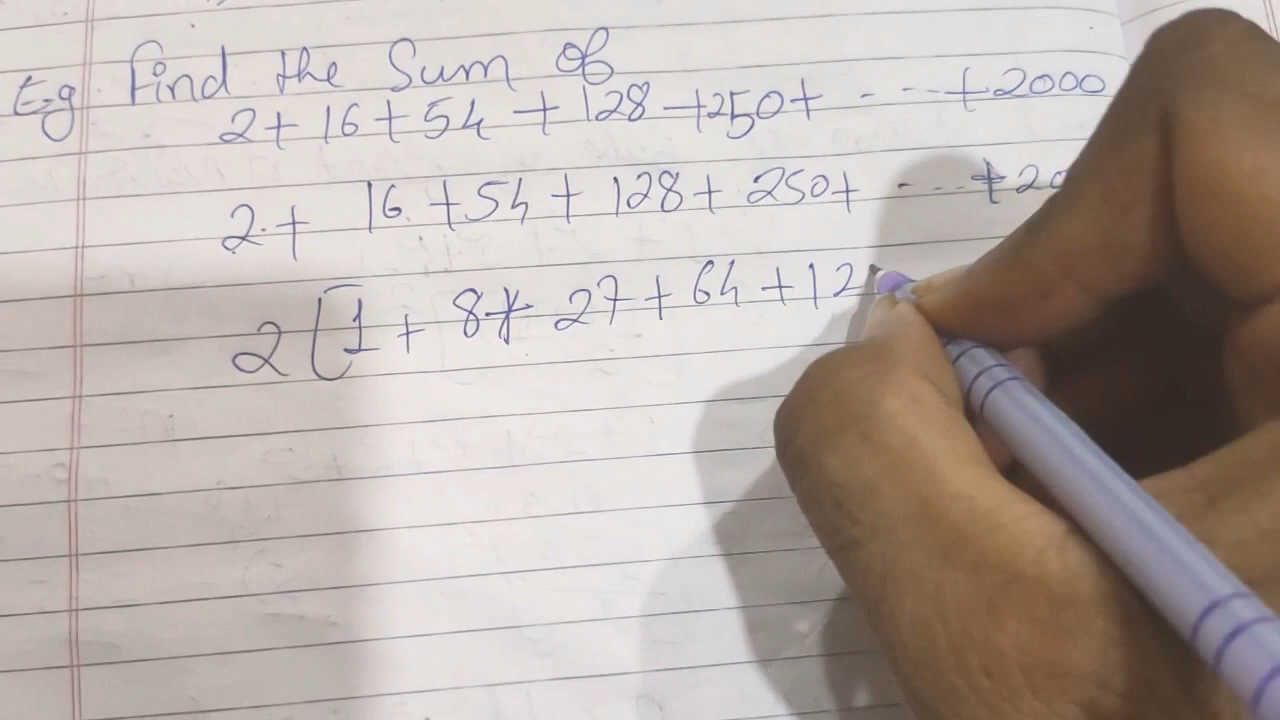 Eg Find the Sum of
2 + 16 + 54 + 128 + 250 + - - - + 2000
2 + 16 + 54 + 128 + 250 + - - - + 20
2 [ 1 + 8 + 27 + 64 + 12